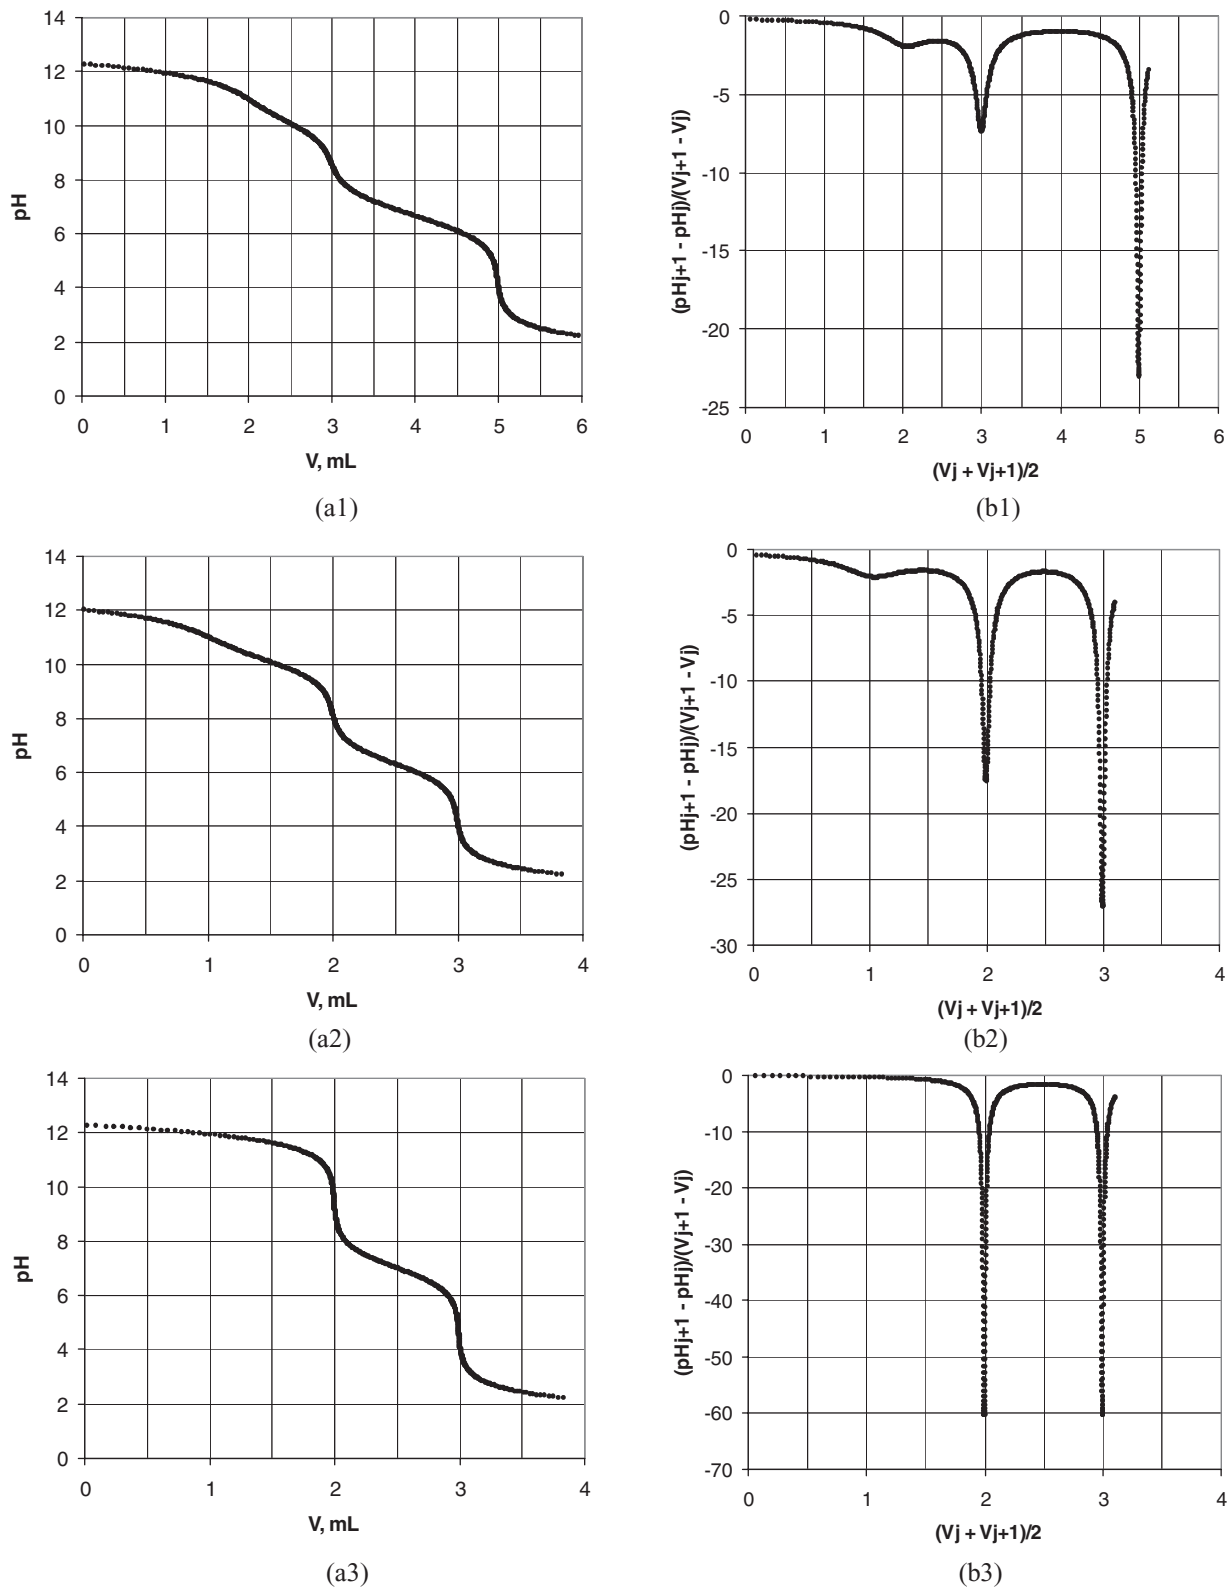 14
12
10
8
6
4
2
0
pH
0 1 2 3 4 5 6
V, mL
(a1)
0
-5
-10
-15
-20
-25
(pHj+1 - pHj)/(Vj+1 - Vj)
0 1 2 3 4 5 6
(Vj + Vj+1)/2
(b1)
14
12
10
8
6
4
2
0
pH
0 1 2 3 4
V, mL
(a2)
0
-5
-10
-15
-20
-25
-30
(pHj+1 - pHj)/(Vj+1 - Vj)
0 1 2 3 4
(Vj + Vj+1)/2
(b2)
14
12
10
8
6
4
2
0
pH
0 1 2 3 4
V, mL
(a3)
0
-10
-20
-30
-40
-50
-60
-70
(pHj+1 - pHj)/(Vj+1 - Vj)
0 1 2 3 4
(Vj + Vj+1)/2
(b3)